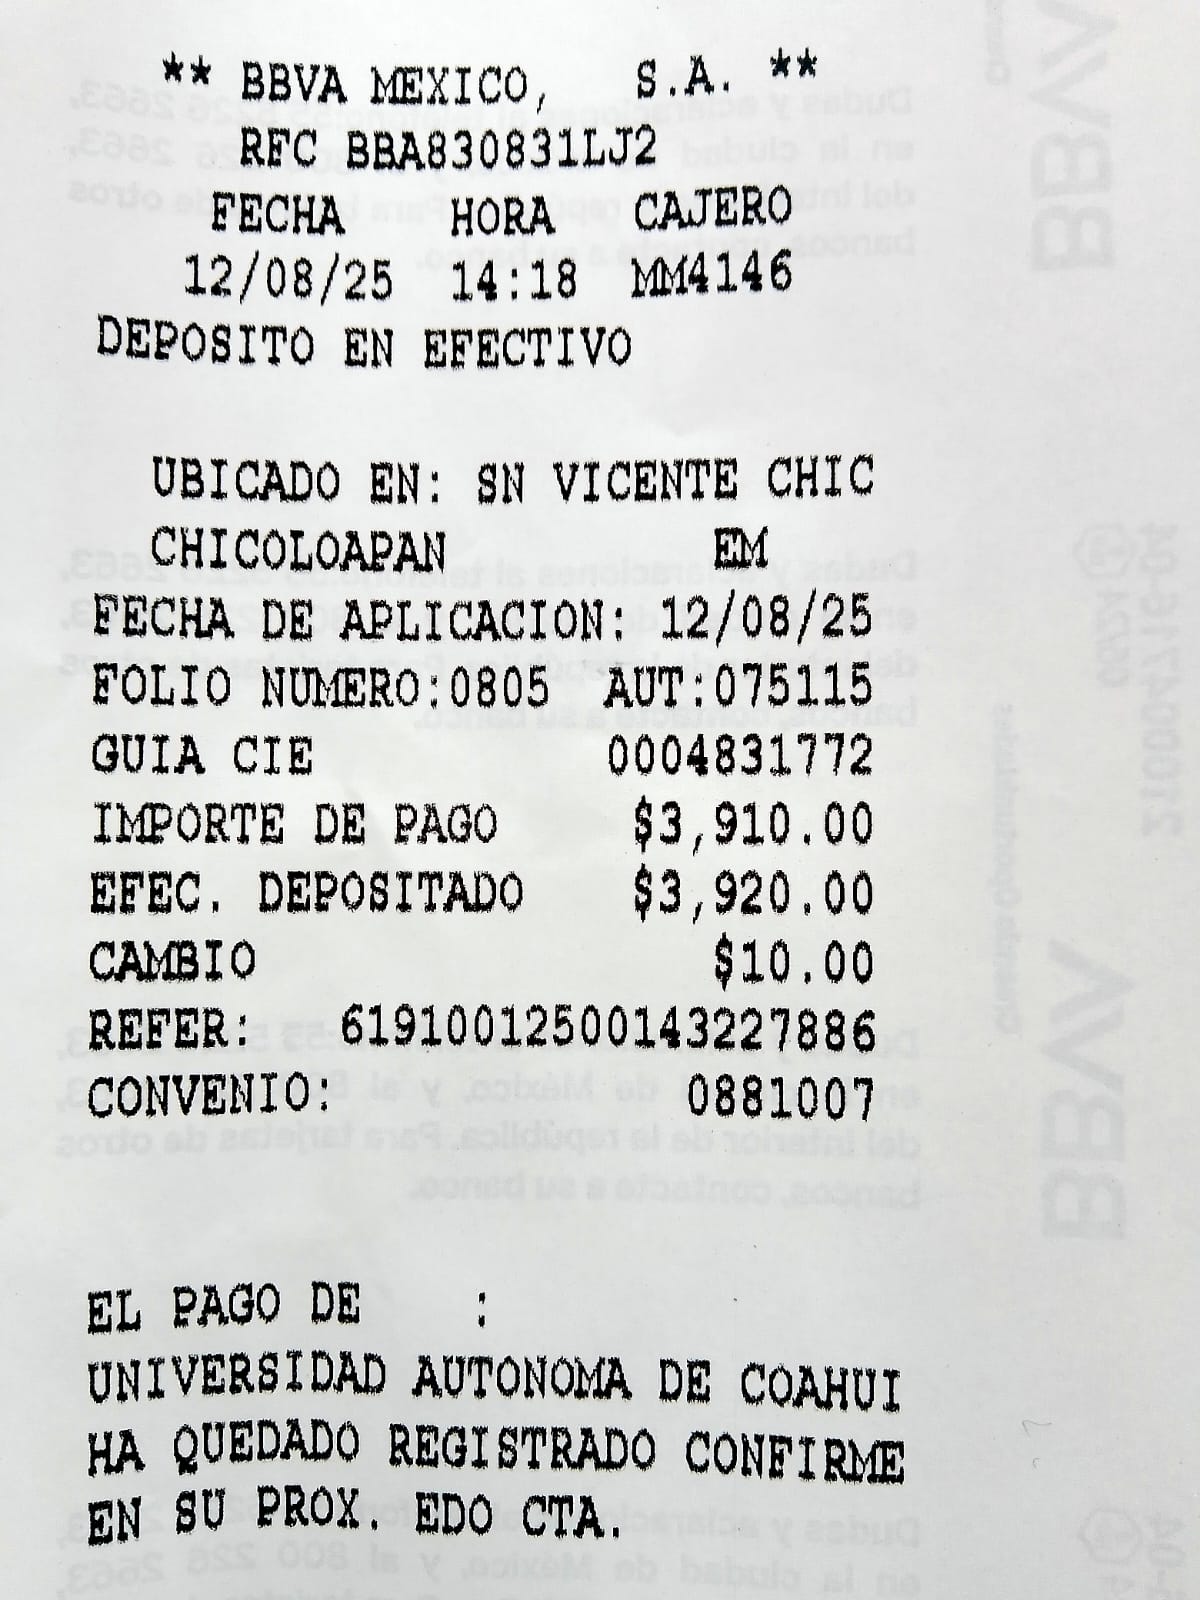 ** BBVA MEXICO, S.A. **
RFC BBA830831LJ2
FECHA HORA CAJERO
12/08/25 14:18 MM4146
DEPOSITO EN EFECTIVO
UBICADO EN: SN VICENTE CHIC
CHICOLOAPAN EM
FECHA DE APLICACION: 12/08/25
FOLIO NUMERO:0805 AUT:075115
GUIA CIE 0004831772
IMPORTE DE PAGO $3,910.00
EFEC. DEPOSITADO $3,920.00
CAMBIO $10.00
REFER: 61910012500143227886
CONVENIO: 0881007
EL PAGO DE :
UNIVERSIDAD AUTONOMA DE COAHUI
HA QUEDADO REGISTRADO CONFIRME
EN SU PROX. EDO CTA.